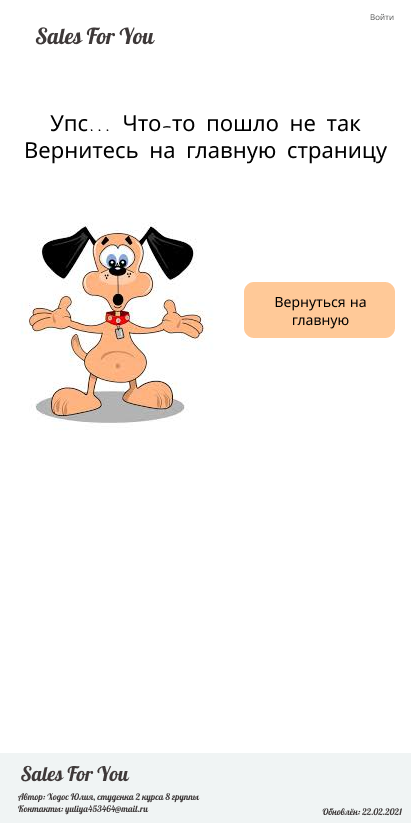 Войти
Sales For You
Упс... Что-то пошло не так
Вернитесь на главную страницу
Вернуться на
главную
Sales For You
Автор: Ходос Юлия, студенка 2 курса 8 группы
Контакты: yuliya453464@mail.ru
Обновлён: 22.02.2021